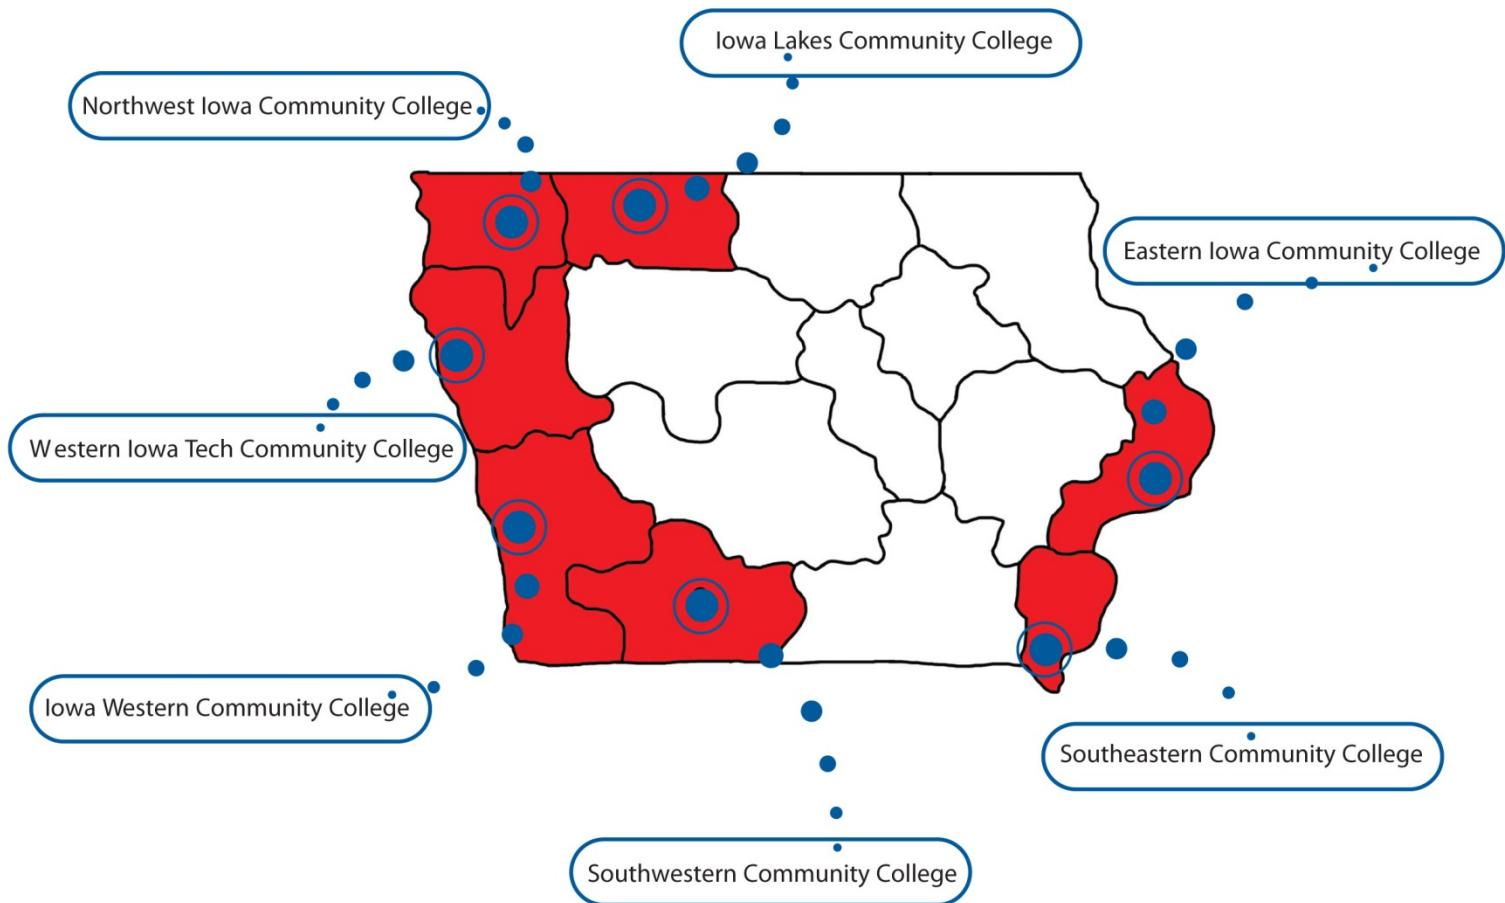 Iowa Lakes Community College
Northwest Iowa Community College
Eastern Iowa Community College
Western Iowa Tech Community College
Iowa Western Community College
Southeastern Community College
Southwestern Community College